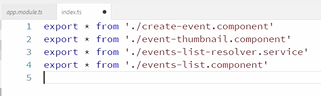 app.module.ts index.ts
1 export * from './create-event.component'
2 export * from './event-thumbnail.component'
3 export * from './events-list-resolver.service'
4 export * from './events-list.component'
5